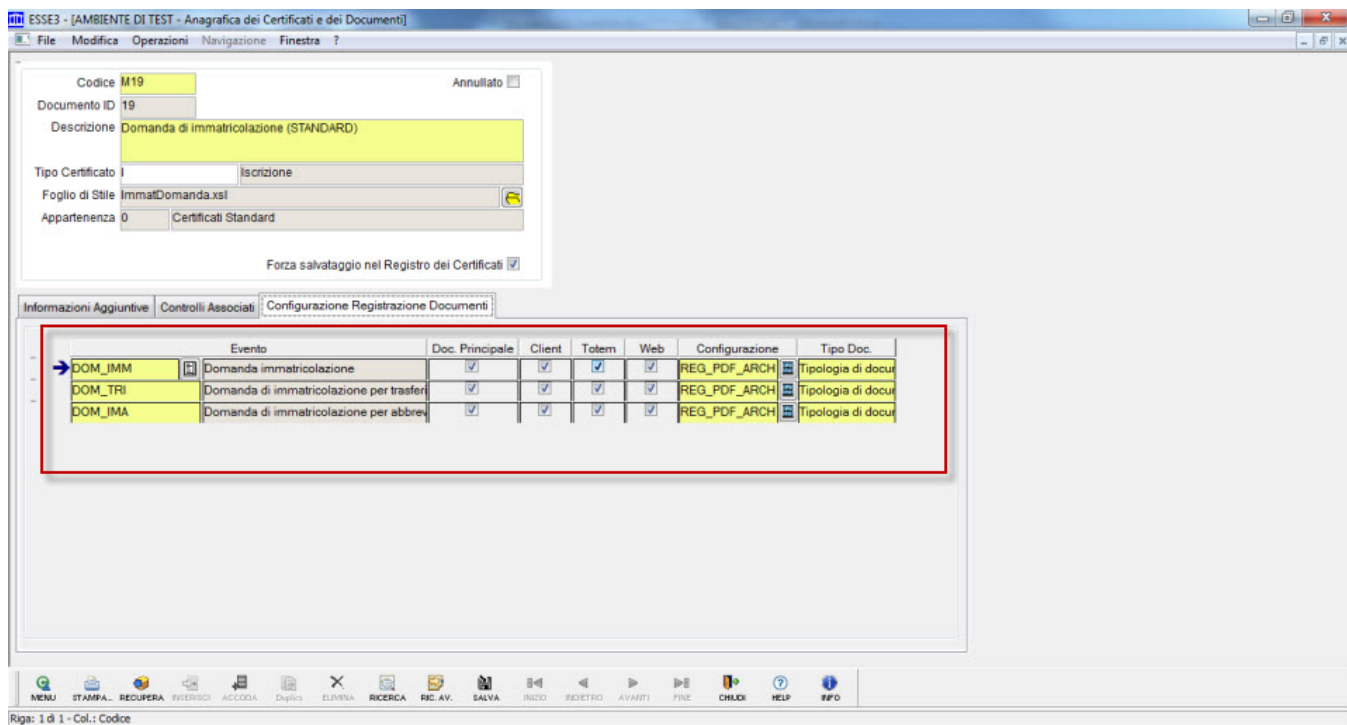 ESSE3 - [AMBIENTE DI TEST - Anagrafica dei Certificati e dei Documenti]
File Modifica Operazioni Navigazione Finestra ?
Codice M19 Annullato
Documento ID 19
Descrizione Domanda di immatricolazione (STANDARD)
Tipo Certificato I Iscrizione
Foglio di Stile ImmatDomanda.xsl
Appartenenza 0 Certificati Standard
Forza salvataggio nel Registro dei Certificati
Informazioni Aggiuntive Controlli Associati Configurazione Registrazione Documenti
Evento Doc. Principale Client Totem Web Configurazione Tipo Doc.
DOM_IMM Domanda immatricolazione REG_PDF_ARCH Tipologia di docur
DOM_TRI Domanda di immatricolazione per trasferi REG_PDF_ARCH Tipologia di docur
DOM_IMA Domanda di immatricolazione per abbrev REG_PDF_ARCH Tipologia di docur
MENU STAMPA... RECUPERA INSERISCI ACCODA Duplica ELIMINA RICERCA RIC. AV. SALVA INIZIO INDIETRO AVANTI FINE CHIUDI HELP INFO
Riga: 1 di 1 - Col.: Codice